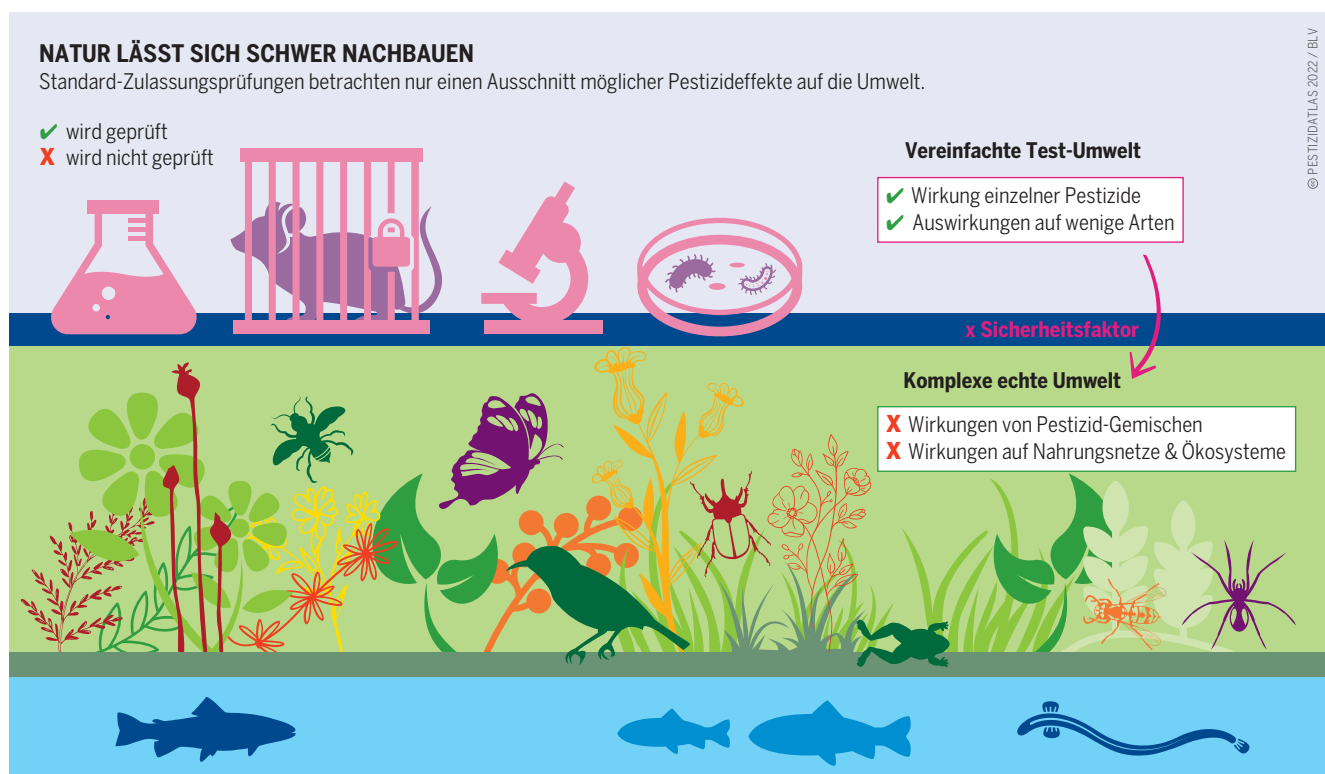 NATUR LÄSST SICH SCHWER NACHBAUEN
Standard-Zulassungsprüfungen betrachten nur einen Ausschnitt möglicher Pestizideffekte auf die Umwelt.
✔ wird geprüft
X wird nicht geprüft
Vereinfachte Test-Umwelt
✔ Wirkung einzelner Pestizide
✔ Auswirkungen auf wenige Arten
x Sicherheitsfaktor
Komplexe echte Umwelt
X Wirkungen von Pestizid-Gemischen
X Wirkungen auf Nahrungsnetze & Ökosysteme
🅭 PESTIZIDATLAS 2022 / BLV